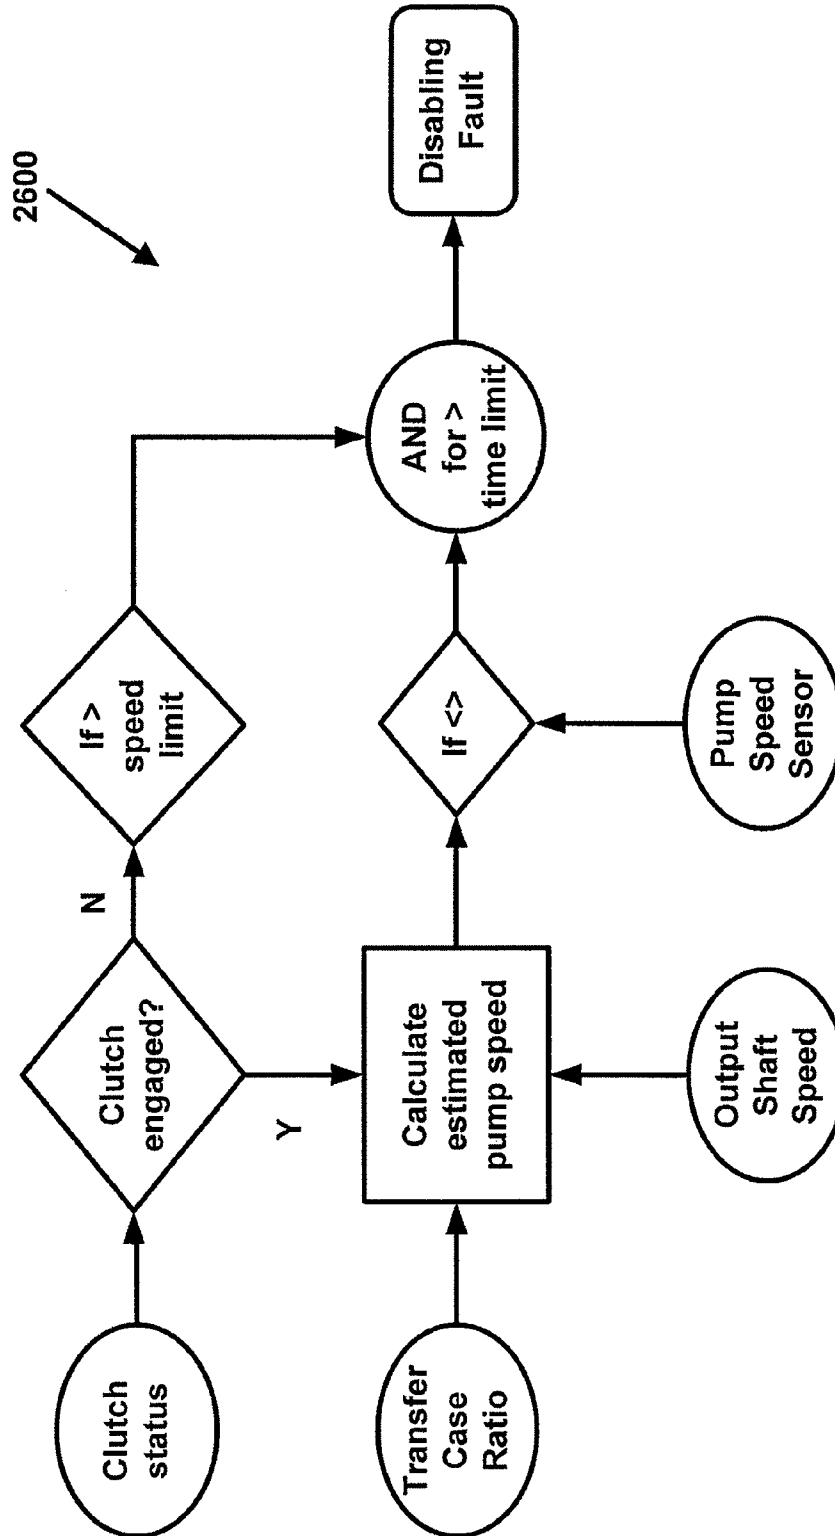 2600
Clutch
status
Clutch
engaged?
N
Y
If >
speed
limit
Transfer
Case
Ratio
Calculate
estimated
pump speed
If <>
AND
for >
time limit
Disabling
Fault
Output
Shaft
Speed
Pump
Speed
Sensor